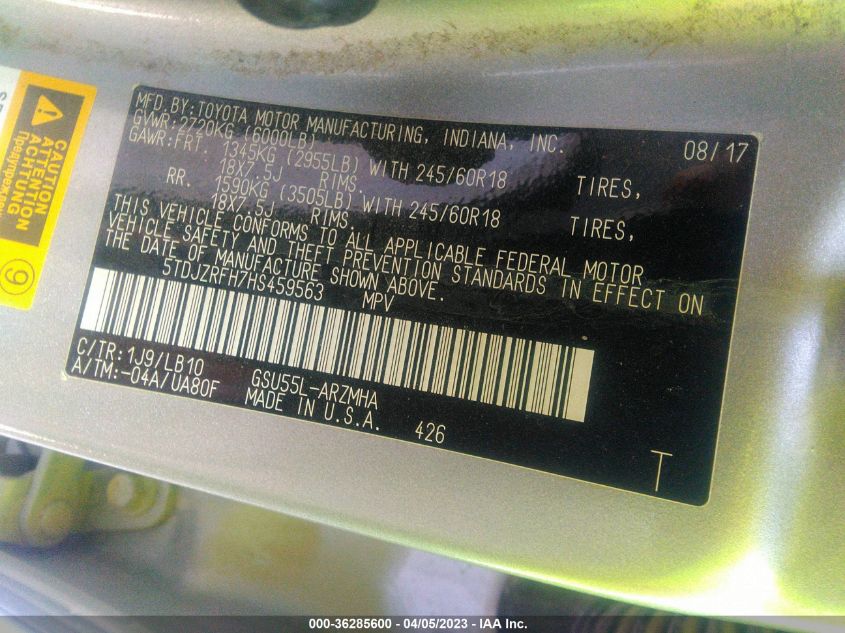 CAUTION
ATTENTION
ACHTUNG
9
MFD. BY: TOYOTA MOTOR MANUFACTURING, INDIANA, INC. 08/17
GVWR: 2720KG (6000LB)
GAWR: FRT. 1345KG (2955LB) WITH 245/60R18 TIRES,
18X7.5J RIMS.
RR. 1590KG (3505LB) WITH 245/60R18 TIRES,
18X7.5J RIMS.
THIS VEHICLE CONFORMS TO ALL APPLICABLE FEDERAL MOTOR
VEHICLE SAFETY AND THEFT PREVENTION STANDARDS IN EFFECT ON
THE DATE OF MANUFACTURE SHOWN ABOVE.
5TDJZRFH7HS459563 MPV
C/TR: 1J9/LB10 GSU55L-ARZMHA
A/TM: -04A/UA80F MADE IN U.S.A. 426
T
000-36285600 - 04/05/2023 - IAA Inc.